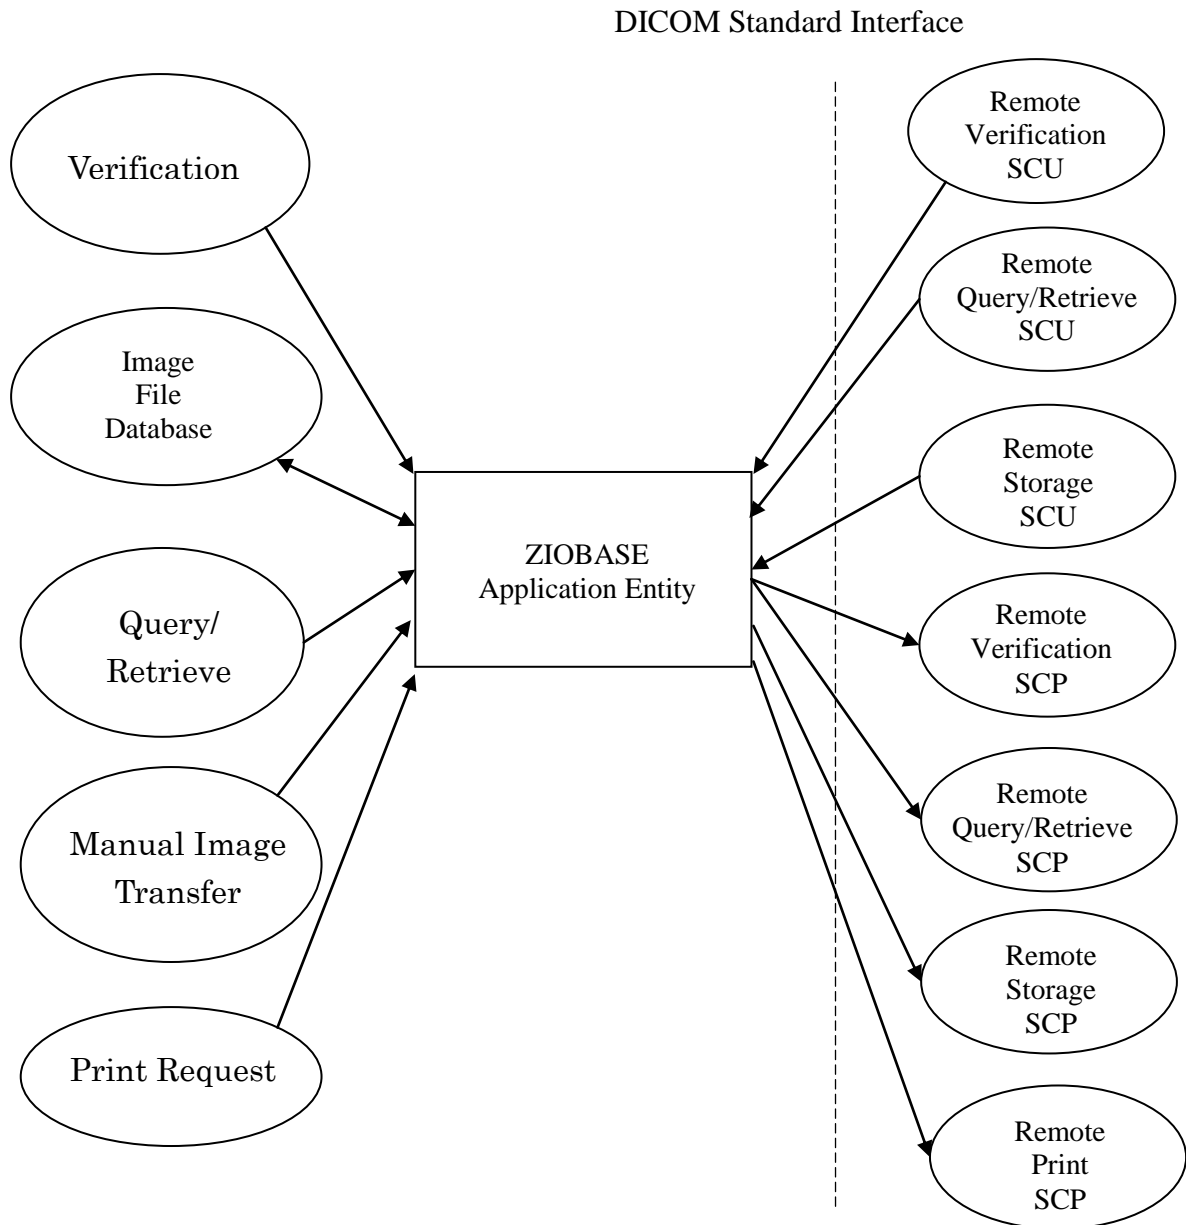 DICOM Standard Interface
Verification
Image
File
Database
Query/
Retrieve
Manual Image
Transfer
Print Request
ZIOBASE
Application Entity
Remote
Verification
SCU
Remote
Query/Retrieve
SCU
Remote
Storage
SCU
Remote
Verification
SCP
Remote
Query/Retrieve
SCP
Remote
Storage
SCP
Remote
Print
SCP